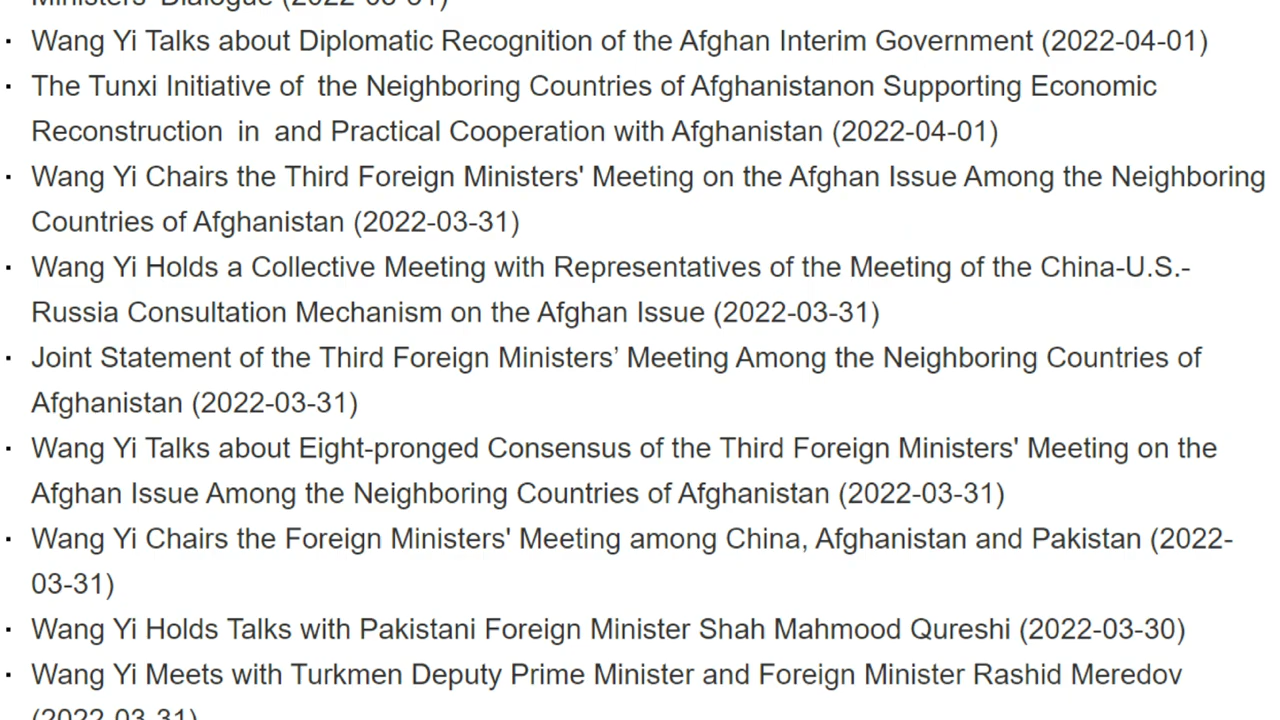 Ministers' Dialogue (2022-03-31)
· Wang Yi Talks about Diplomatic Recognition of the Afghan Interim Government (2022-04-01)
· The Tunxi Initiative of  the Neighboring Countries of Afghanistanon Supporting Economic
Reconstruction  in  and Practical Cooperation with Afghanistan (2022-04-01)
· Wang Yi Chairs the Third Foreign Ministers' Meeting on the Afghan Issue Among the Neighboring
Countries of Afghanistan (2022-03-31)
· Wang Yi Holds a Collective Meeting with Representatives of the Meeting of the China-U.S.-
Russia Consultation Mechanism on the Afghan Issue (2022-03-31)
· Joint Statement of the Third Foreign Ministers’ Meeting Among the Neighboring Countries of
Afghanistan (2022-03-31)
· Wang Yi Talks about Eight-pronged Consensus of the Third Foreign Ministers' Meeting on the
Afghan Issue Among the Neighboring Countries of Afghanistan (2022-03-31)
· Wang Yi Chairs the Foreign Ministers' Meeting among China, Afghanistan and Pakistan (2022-
03-31)
· Wang Yi Holds Talks with Pakistani Foreign Minister Shah Mahmood Qureshi (2022-03-30)
· Wang Yi Meets with Turkmen Deputy Prime Minister and Foreign Minister Rashid Meredov
(2022-03-31)